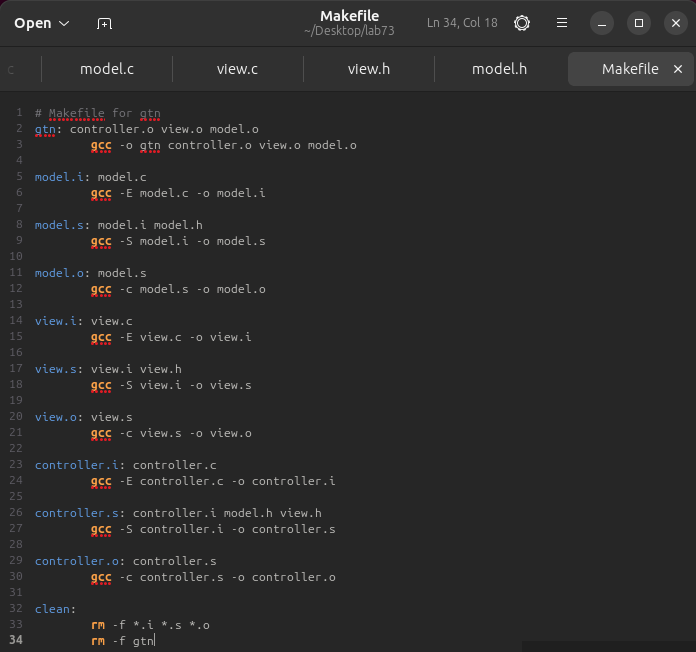 Open
Makefile
~/Desktop/lab73
Ln 34, Col 18
c
model.c
view.c
view.h
model.h
Makefile
1 # Makefile for gtn
2 gtn: controller.o view.o model.o
3 gcc -o gtn controller.o view.o model.o
4
5 model.i: model.c
6 gcc -E model.c -o model.i
7
8 model.s: model.i model.h
9 gcc -S model.i -o model.s
10
11 model.o: model.s
12 gcc -c model.s -o model.o
13
14 view.i: view.c
15 gcc -E view.c -o view.i
16
17 view.s: view.i view.h
18 gcc -S view.i -o view.s
19
20 view.o: view.s
21 gcc -c view.s -o view.o
22
23 controller.i: controller.c
24 gcc -E controller.c -o controller.i
25
26 controller.s: controller.i model.h view.h
27 gcc -S controller.i -o controller.s
28
29 controller.o: controller.s
30 gcc -c controller.s -o controller.o
31
32 clean:
33 rm -f *.i *.s *.o
34 rm -f gtn